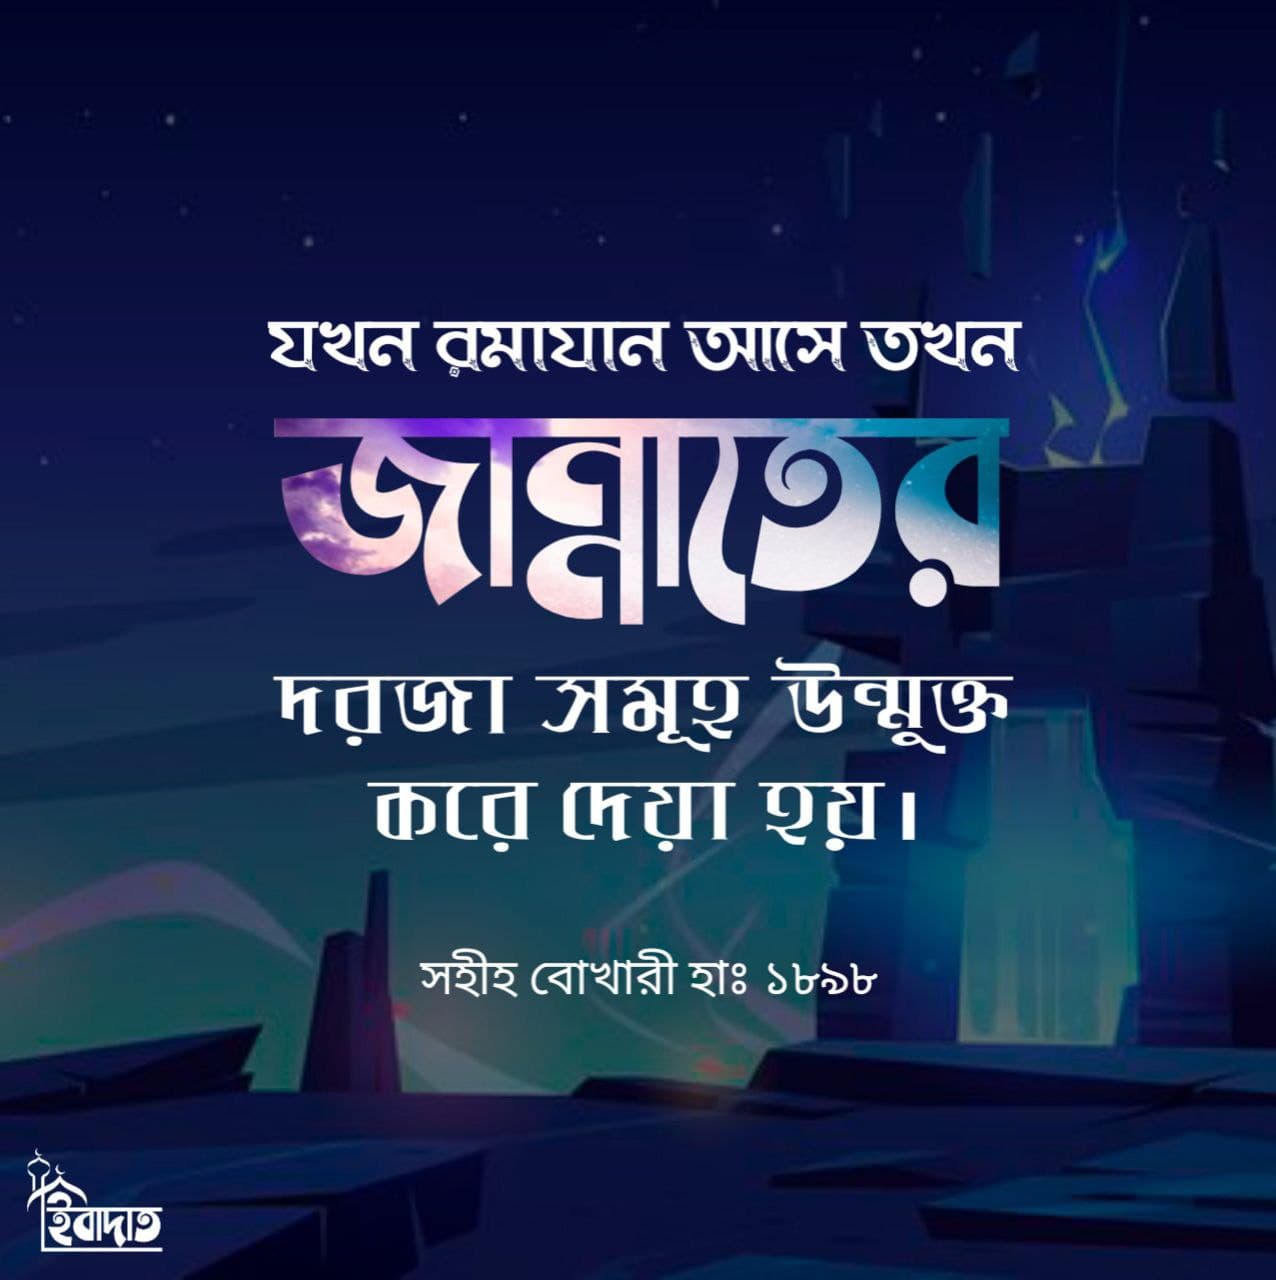 যখন রমাযান আসে তখন
জান্নাতের
দরজা সমূহ উন্মুক্ত
করে দেয়া হয়।
সহীহ বোখারী হাঃ ১৮৯৮
ইবাদাত